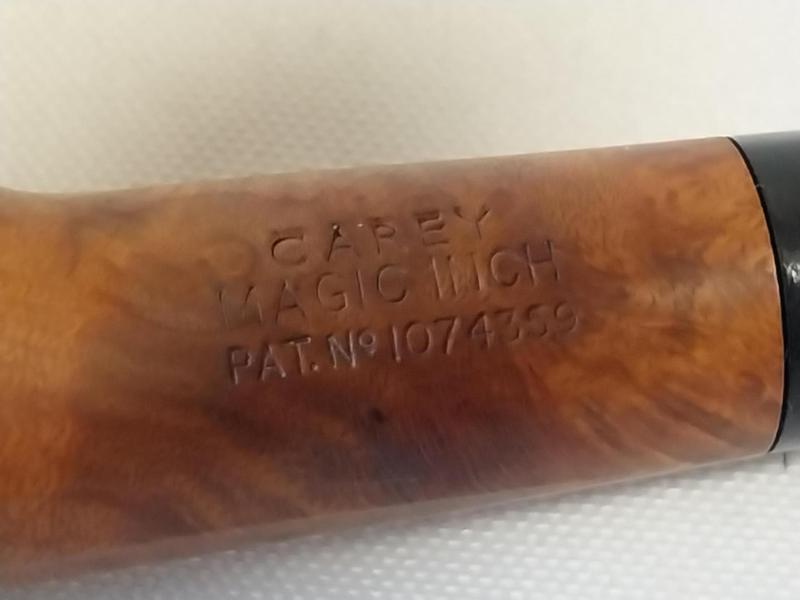 CAREY
MAGIC INCH
PAT. Nº 1074359